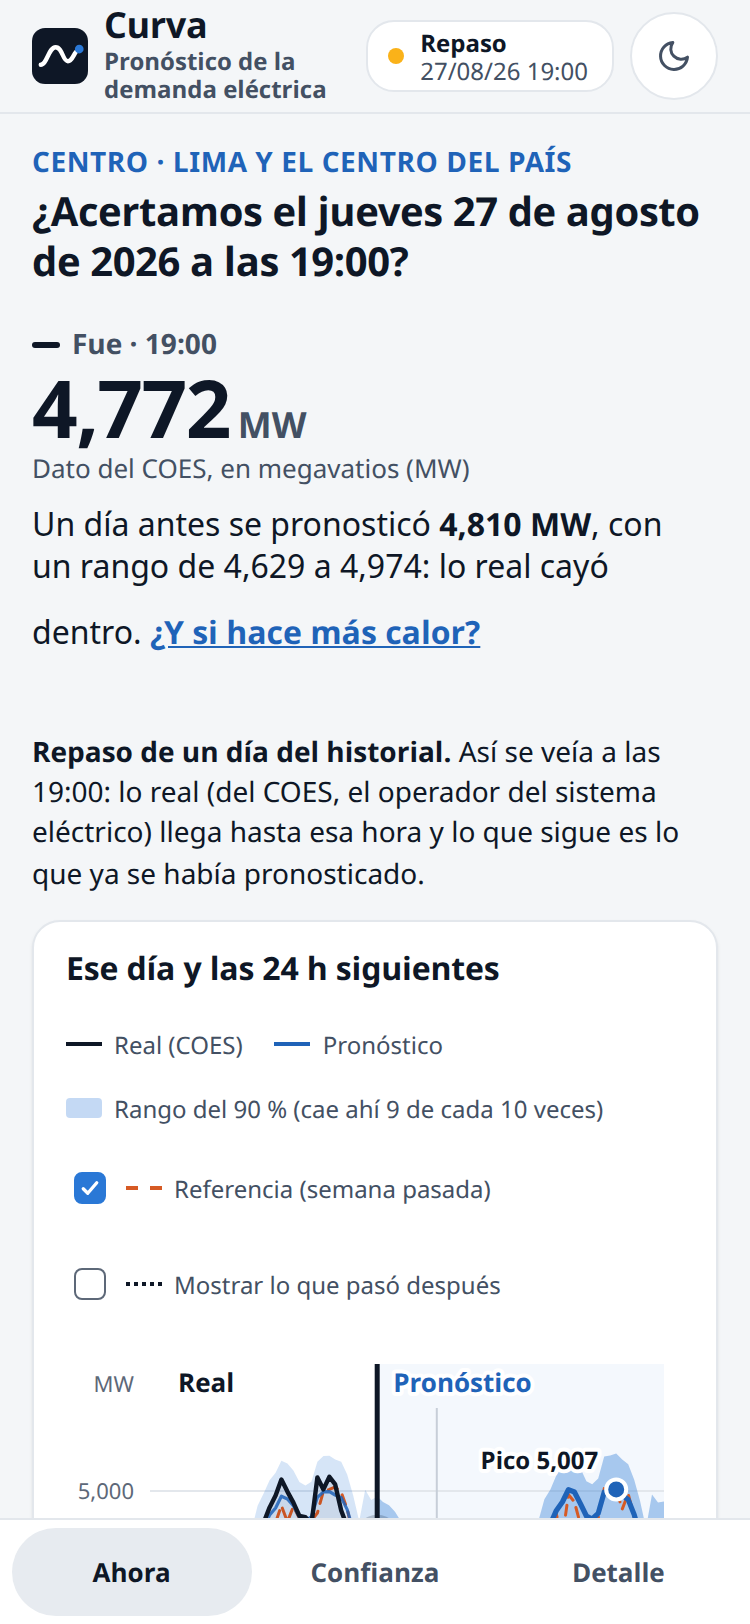 Curva
Pronóstico de la
demanda eléctrica
Repaso
27/08/26 19:00
CENTRO · LIMA Y EL CENTRO DEL PAÍS
¿Acertamos el jueves 27 de agosto
de 2026 a las 19:00?
Fue · 19:00
4,772 MW
Dato del COES, en megavatios (MW)
Un día antes se pronosticó 4,810 MW, con
un rango de 4,629 a 4,974: lo real cayó
dentro. ¿Y si hace más calor?
Repaso de un día del historial. Así se veía a las
19:00: lo real (del COES, el operador del sistema
eléctrico) llega hasta esa hora y lo que sigue es lo
que ya se había pronosticado.
Ese día y las 24 h siguientes
Real (COES) Pronóstico
Rango del 90 % (cae ahí 9 de cada 10 veces)
Referencia (semana pasada)
Mostrar lo que pasó después
MW Real Pronóstico
Pico 5,007
5,000
Ahora Confianza Detalle